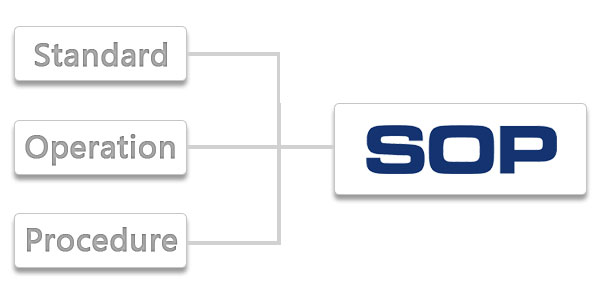 Standard
Operation
Procedure
SOP